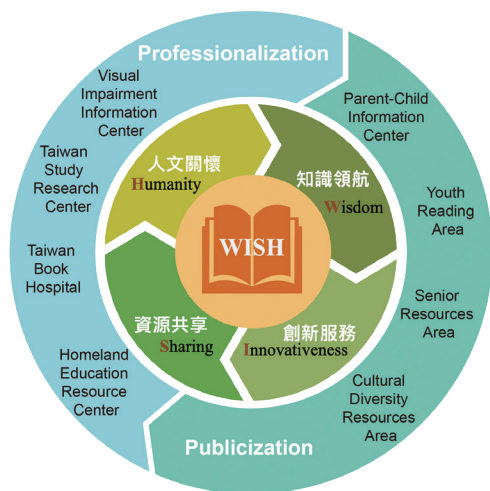 Professionalization
Visual
Impairment
Information
Center
Taiwan
Study
Research
Center
Taiwan
Book
Hospital
Homeland
Education
Resource
Center
Parent-Child
Information
Center
Youth
Reading
Area
Senior
Resources
Area
Cultural
Diversity
Resources
Area
Publicization
人文關懷
Humanity
知識領航
Wisdom
資源共享
Sharing
創新服務
Innovativeness
WISH